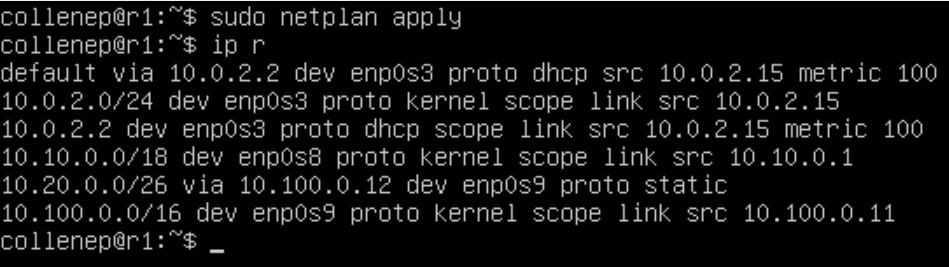 collenep@r1:~$ sudo netplan apply
collenep@r1:~$ ip r
default via 10.0.2.2 dev enp0s3 proto dhcp src 10.0.2.15 metric 100
10.0.2.0/24 dev enp0s3 proto kernel scope link src 10.0.2.15
10.0.2.2 dev enp0s3 proto dhcp scope link src 10.0.2.15 metric 100
10.10.0.0/18 dev enp0s8 proto kernel scope link src 10.10.0.1
10.20.0.0/26 via 10.100.0.12 dev enp0s9 proto static
10.100.0.0/16 dev enp0s9 proto kernel scope link src 10.100.0.11
collenep@r1:~$ _